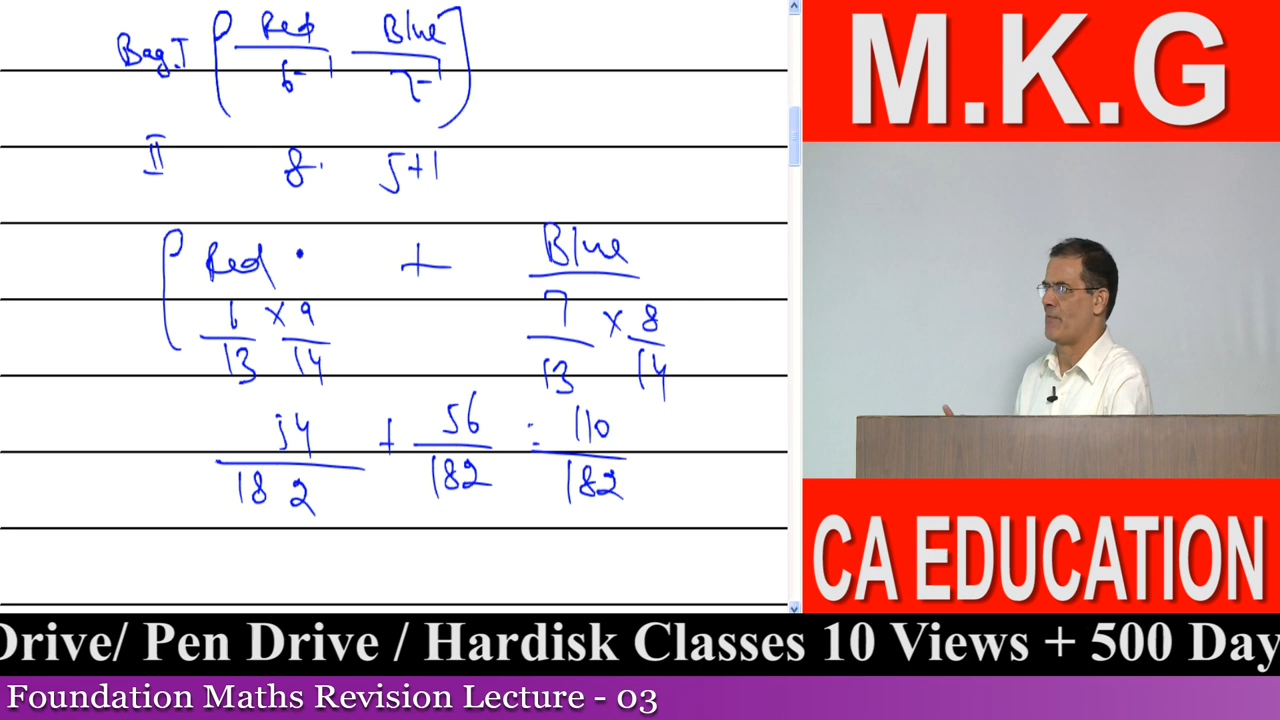 Bag.I Red Blue
6-1 7-1
II 8 5+1
Red + Blue
6/13 × 9/14 7/13 × 8/14
54/182 + 56/182 = 110/182
M.K.G
CA EDUCATION
Drive/ Pen Drive / Hardisk Classes 10 Views + 500 Day
Foundation Maths Revision Lecture - 03